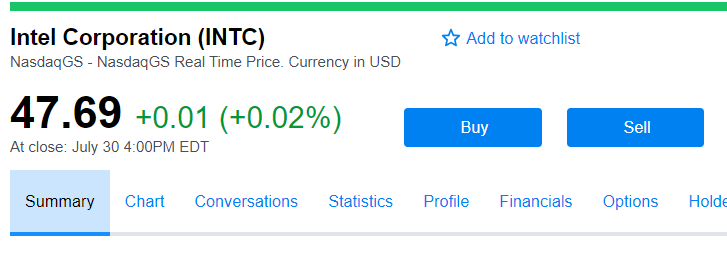 Intel Corporation (INTC)
Add to watchlist
NasdaqGS - NasdaqGS Real Time Price. Currency in USD
47.69 +0.01 (+0.02%)
Buy
Sell
At close: July 30 4:00PM EDT
Summary Chart Conversations Statistics Profile Financials Options Holde